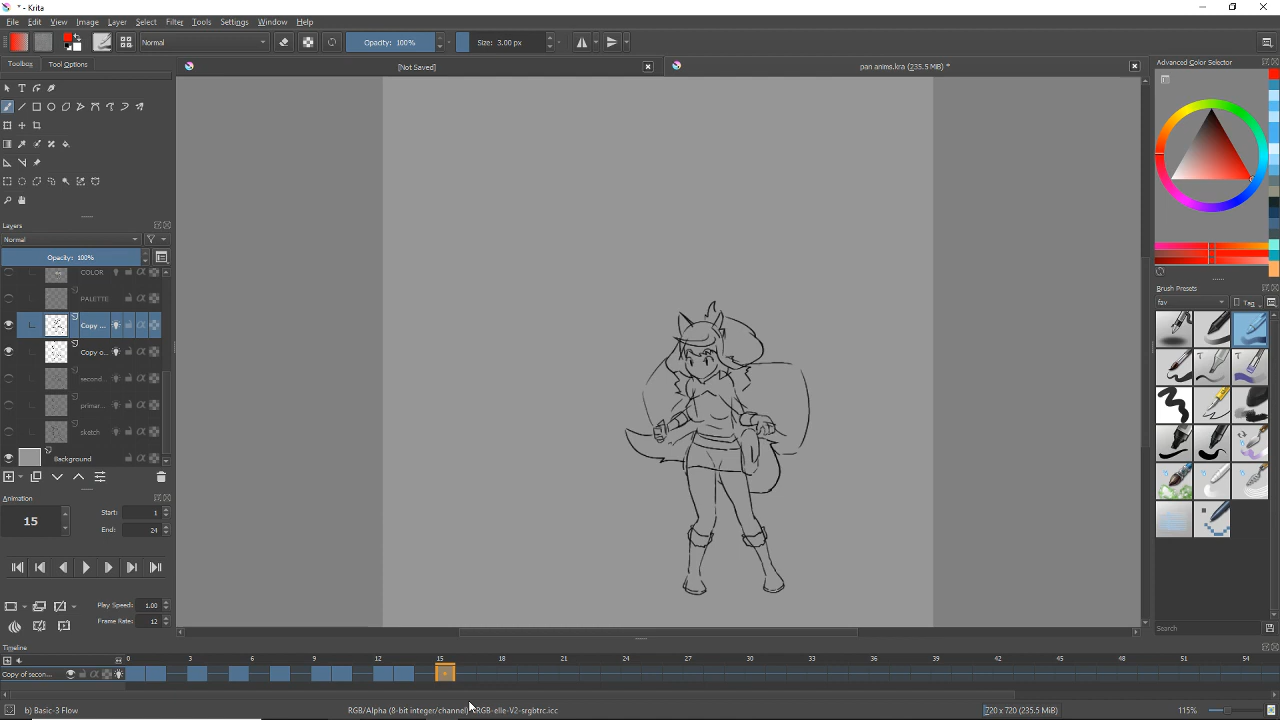 * - Krita
File Edit View Image Layer Select Filter Tools Settings Window Help
Normal Opacity: 100% Size: 3.00 px
Toolbox Tool Options
[Not Saved] pan anims.kra (235.5 MiB) *
Advanced Color Selector
Layers
Normal
Opacity: 100%
COLOR
PALETTE
Copy ...
Copy o...
second...
primar...
sketch
Background
Animation
15 Start: 1
End: 24
Play Speed: 1.00
Frame Rate: 12
Brush Presets
fav Tag
Search
Timeline
0 3 6 9 12 15 18 21 24 27 30 33 36 39 42 45 48 51 54
Copy of secon...
b) Basic-3 Flow RGB/Alpha (8-bit integer/channel) sRGB-elle-V2-srgbtrc.icc 720 x 720 (235.5 MiB) 115%